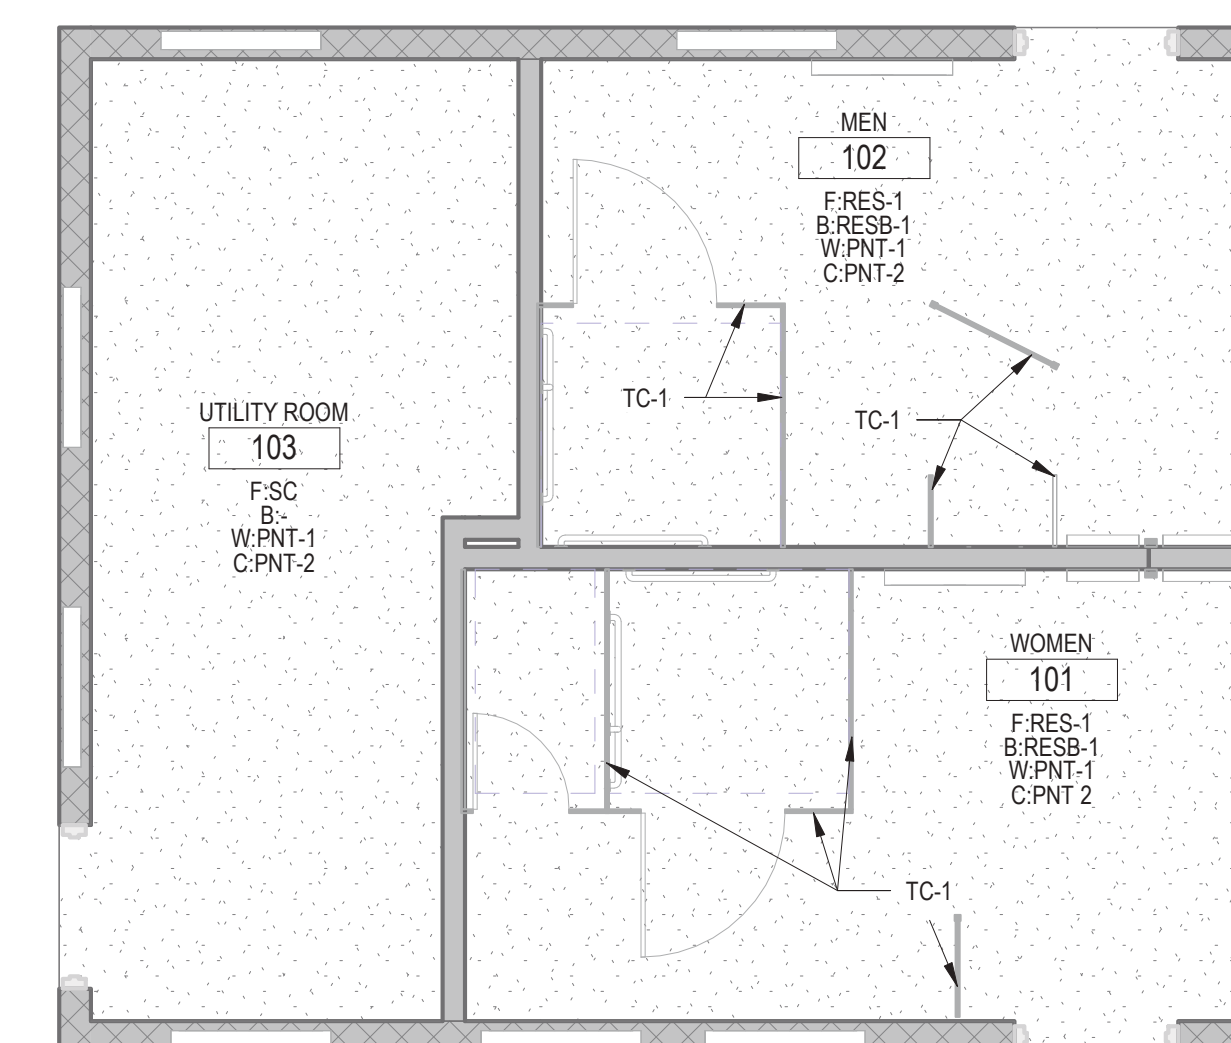 MEN
102
F:RES-1
B:RESB-1
W:PNT-1
C:PNT-2
TC-1
TC-1
UTILITY ROOM
103
F:SC
B:-
W:PNT-1
C:PNT-2
WOMEN
101
F:RES-1
B:RESB-1
W:PNT-1
C:PNT 2
TC-1